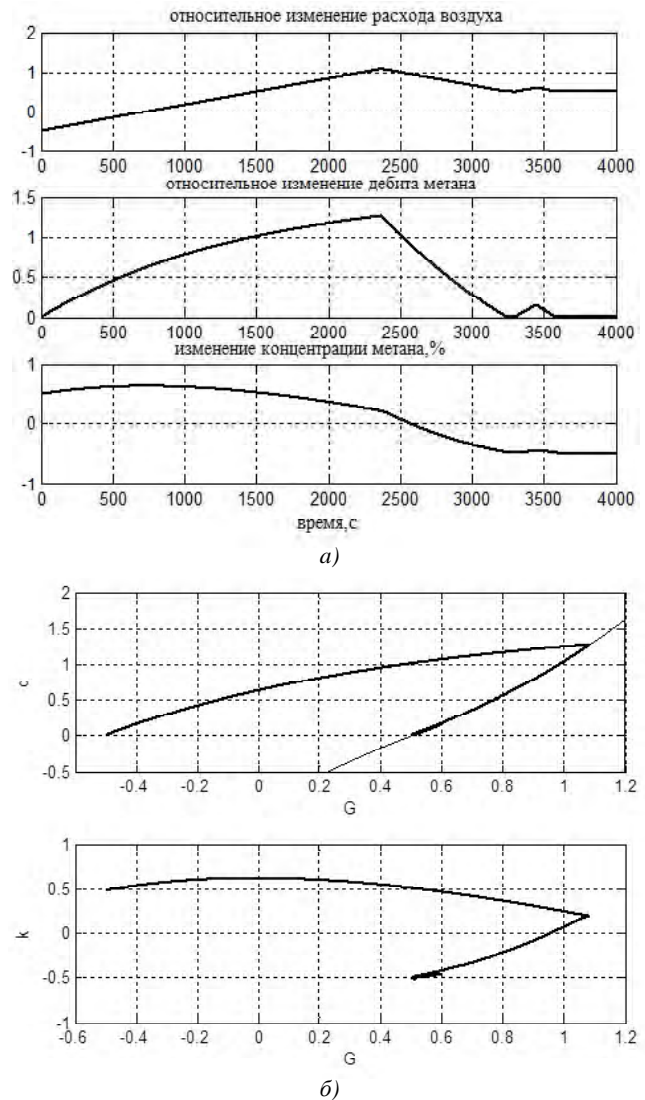 относительное изменение расхода воздуха
2
1
0
-1
0 500 1000 1500 2000 2500 3000 3500 4000
относительное изменение дебита метана
1.5
1
0.5
0
0 500 1000 1500 2000 2500 3000 3500 4000
изменение концентрации метана,%
1
0
-1
0 500 1000 1500 2000 2500 3000 3500 4000
время,с
а)
2
1.5
1
0.5
0
-0.5
c
-0.4 -0.2 0 0.2 0.4 0.6 0.8 1 1.2
G
1
0.5
0
-0.5
-1
k
-0.6 -0.4 -0.2 0 0.2 0.4 0.6 0.8 1 1.2
G
б)